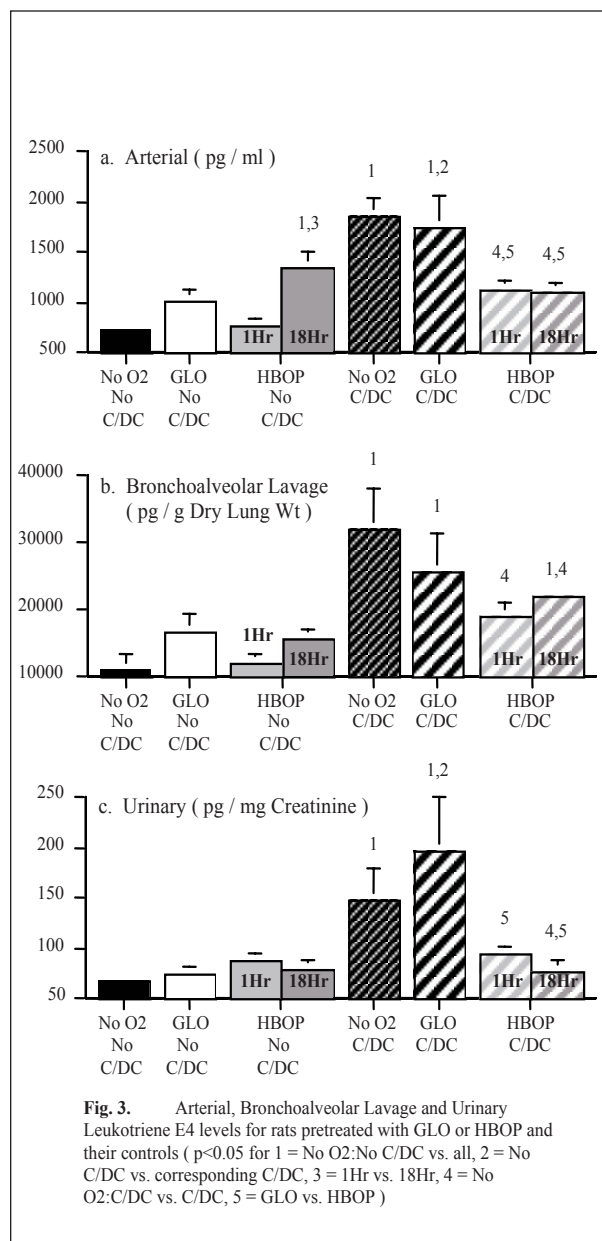 a. Arterial ( pg / ml )
2500
2000
1500
1000
500
1,3
1
1,2
4,5
4,5
1Hr
18Hr
1Hr
18Hr
No O2 GLO HBOP No O2 GLO HBOP
No No No C/DC C/DC C/DC
C/DC C/DC C/DC
b. Bronchoalveolar Lavage
( pg / g Dry Lung Wt )
40000
30000
20000
10000
1
1
4
1,4
1Hr
18Hr
1Hr
18Hr
No O2 GLO HBOP No O2 GLO HBOP
No No No C/DC C/DC C/DC
C/DC C/DC C/DC
c. Urinary ( pg / mg Creatinine )
250
200
150
100
50
1
1,2
5
4,5
1Hr
18Hr
1Hr
18Hr
No O2 GLO HBOP No O2 GLO HBOP
No No No C/DC C/DC C/DC
C/DC C/DC C/DC
Fig. 3. Arterial, Bronchoalveolar Lavage and Urinary
Leukotriene E4 levels for rats pretreated with GLO or HBOP and
their controls ( p<0.05 for 1 = No O2:No C/DC vs. all, 2 = No
C/DC vs. corresponding C/DC, 3 = 1Hr vs. 18Hr, 4 = No
O2:C/DC vs. C/DC, 5 = GLO vs. HBOP )